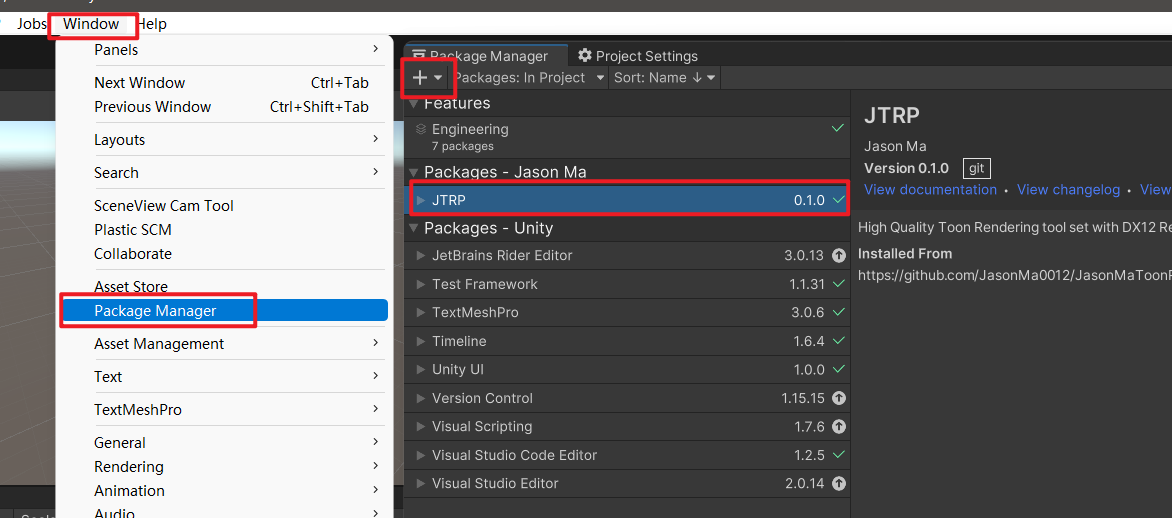 Jobs Window Help
Panels
Next Window Ctrl+Tab
Previous Window Ctrl+Shift+Tab
Layouts
Search
SceneView Cam Tool
Plastic SCM
Collaborate
Asset Store
Package Manager
Asset Management
Text
TextMeshPro
General
Rendering
Animation
Audio
Package Manager Project Settings
Packages: In Project Sort: Name ↓
Features
Engineering
7 packages
Packages - Jason Ma
JTRP 0.1.0
Packages - Unity
JetBrains Rider Editor 3.0.13
Test Framework 1.1.31
TextMeshPro 3.0.6
Timeline 1.6.4
Unity UI 1.0.0
Version Control 1.15.15
Visual Scripting 1.7.6
Visual Studio Code Editor 1.2.5
Visual Studio Editor 2.0.14
JTRP
Jason Ma
Version 0.1.0 git
View documentation • View changelog • View
High Quality Toon Rendering tool set with DX12 Re
Installed From
https://github.com/JasonMa0012/JasonMaToon